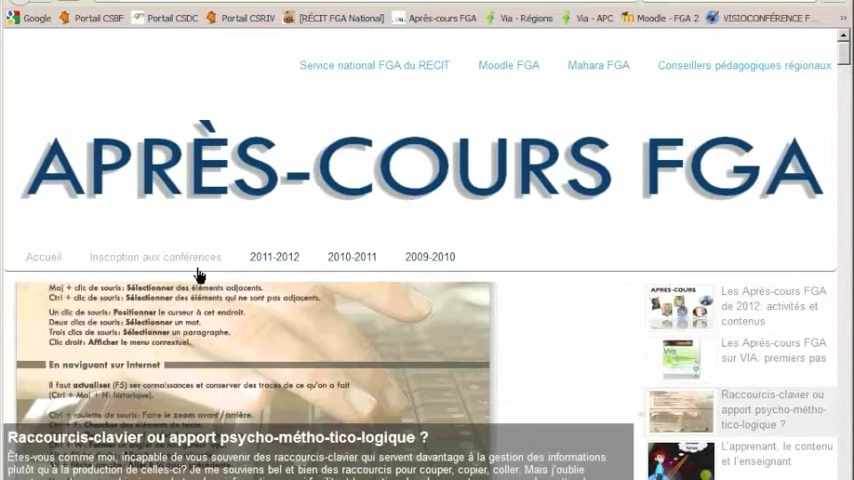 Google Portail CSBF Portail CSDC Portail CSRIV [RÉCIT FGA National] Après-cours FGA Via - Régions Via - APC Moodle - FGA 2 VISIOCONFÉRENCE F... »
Service national FGA du RECIT Moodle FGA Mahara FGA Conseillers pédagogiques régionaux
APRÈS-COURS FGA
Accueil Inscription aux conférences 2011-2012 2010-2011 2009-2010
Maj + clic de souris: Sélectionner des éléments adjacents.
Ctrl + clic de souris: Sélectionner des éléments qui ne sont pas adjacents.
Un clic de souris: Positionner le curseur à cet endroit.
Deux clics de souris: Sélectionner un mot.
Trois clics de souris: Sélectionner un paragraphe.
Clic droit: Afficher le menu contextuel.
En naviguant sur Internet
Il faut actualiser (F5) ses connaissances et conserver des traces de ce qu'on a fait
(Ctrl + Maj + H: historique).
Ctrl + roulette de souris: Faire le zoom avant/arrière.
Raccourcis-clavier ou apport psycho-métho-tico-logique ?
Êtes-vous comme moi, incapable de vous souvenir des raccourcis-clavier qui servent davantage à la gestion des informations
plutôt qu'à la production de celles-ci? Je me souviens bel et bien des raccourcis pour couper, copier, coller. Mais j'oublie
APRES-COURS
Les Après-cours FGA
de 2012: activités et
contenus
Les Après-cours FGA
sur VIA: premiers pas
Raccourcis-clavier ou
apport psycho-métho-
tico-logique ?
L'apprenant, le contenu
et l'enseignant